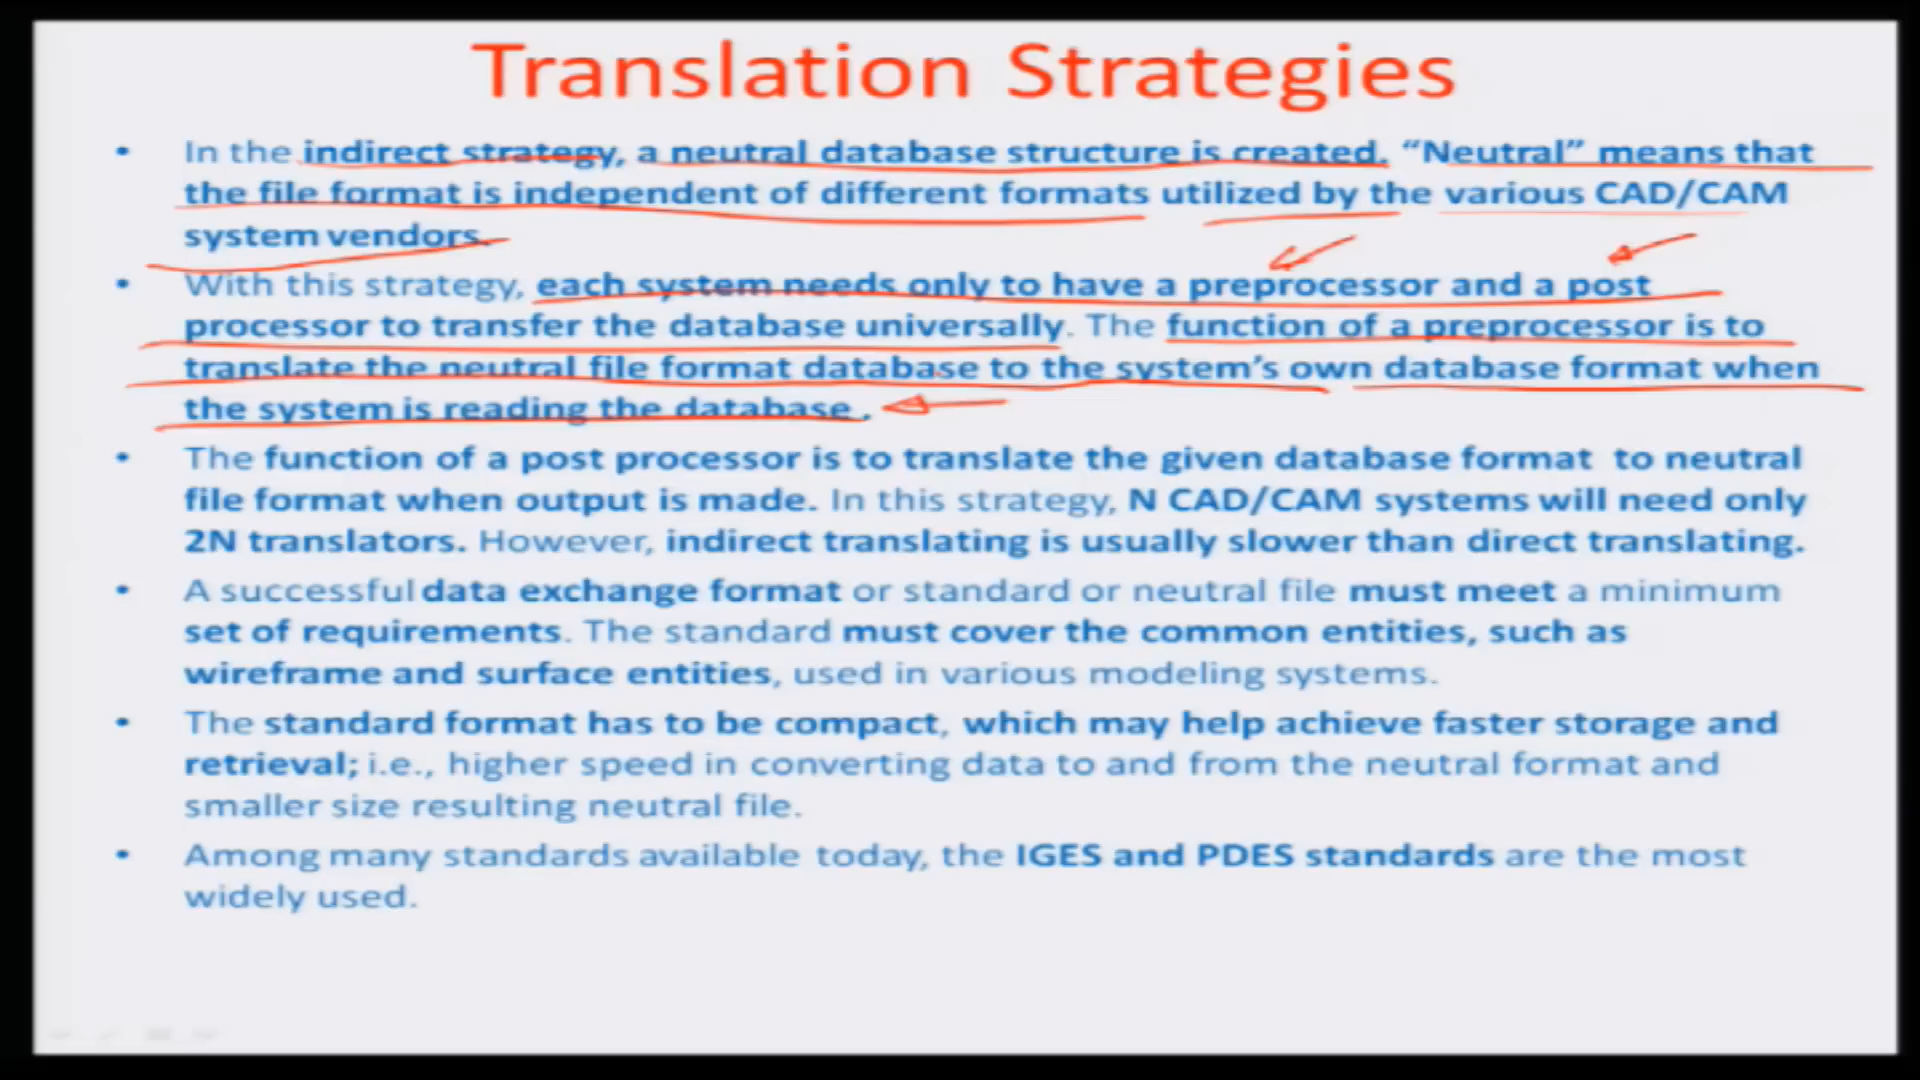 Translation Strategies
• In the indirect strategy, a neutral database structure is created. “Neutral” means that
the file format is independent of different formats utilized by the various CAD/CAM
system vendors.
• With this strategy, each system needs only to have a preprocessor and a post
processor to transfer the database universally. The function of a preprocessor is to
translate the neutral file format database to the system’s own database format when
the system is reading the database .
• The function of a post processor is to translate the given database format to neutral
file format when output is made. In this strategy, N CAD/CAM systems will need only
2N translators. However, indirect translating is usually slower than direct translating.
• A successful data exchange format or standard or neutral file must meet a minimum
set of requirements. The standard must cover the common entities, such as
wireframe and surface entities, used in various modeling systems.
• The standard format has to be compact, which may help achieve faster storage and
retrieval; i.e., higher speed in converting data to and from the neutral format and
smaller size resulting neutral file.
• Among many standards available today, the IGES and PDES standards are the most
widely used.